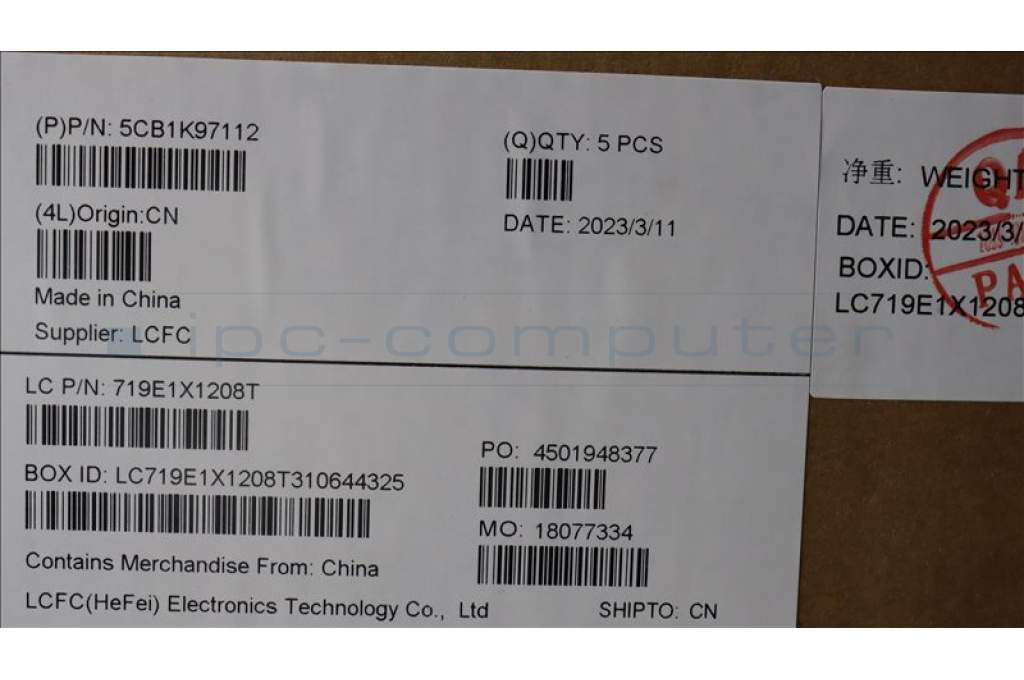 (P)P/N: 5CB1K97112
(Q)QTY: 5 PCS
(4L)Origin:CN
DATE: 2023/3/11
Made in China
Supplier: LCFC
ipc-computer
LC P/N: 719E1X1208T
PO: 4501948377
BOX ID: LC719E1X1208T310644325
MO: 18077334
Contains Merchandise From: China
LCFC(HeFei) Electronics Technology Co., Ltd
SHIPTO: CN
净重: WEIGHT
DATE: 2023/3/
BOXID:
LC719E1X1208